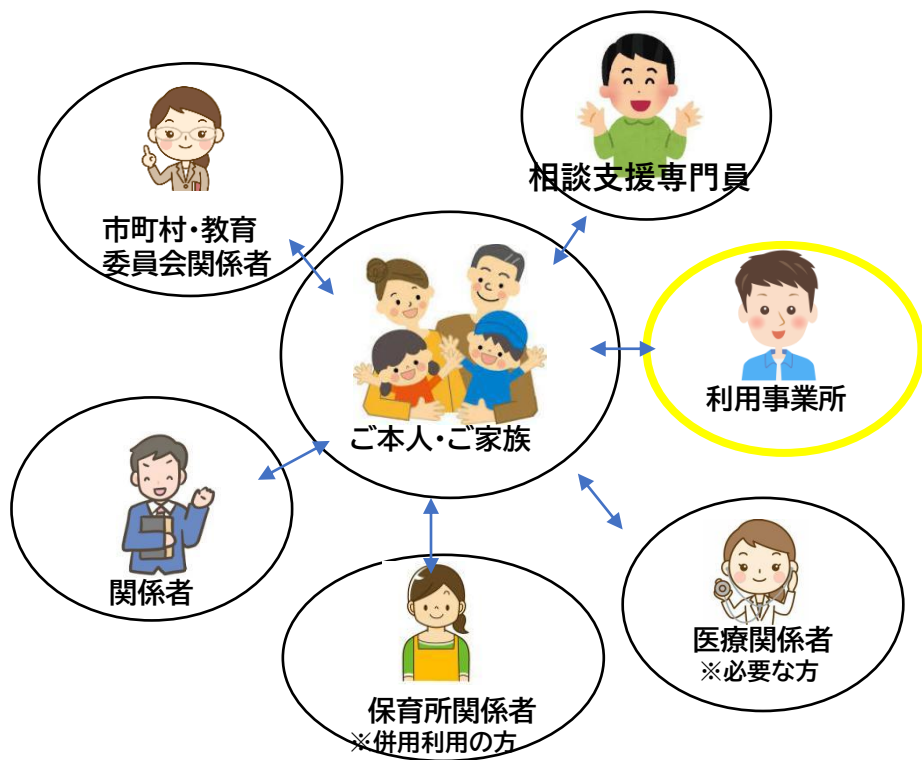 相談支援専門員
市町村・教育
委員会関係者
利用事業所
ご本人・ご家族
関係者
医療関係者
※必要な方
保育所関係者
※併用利用の方